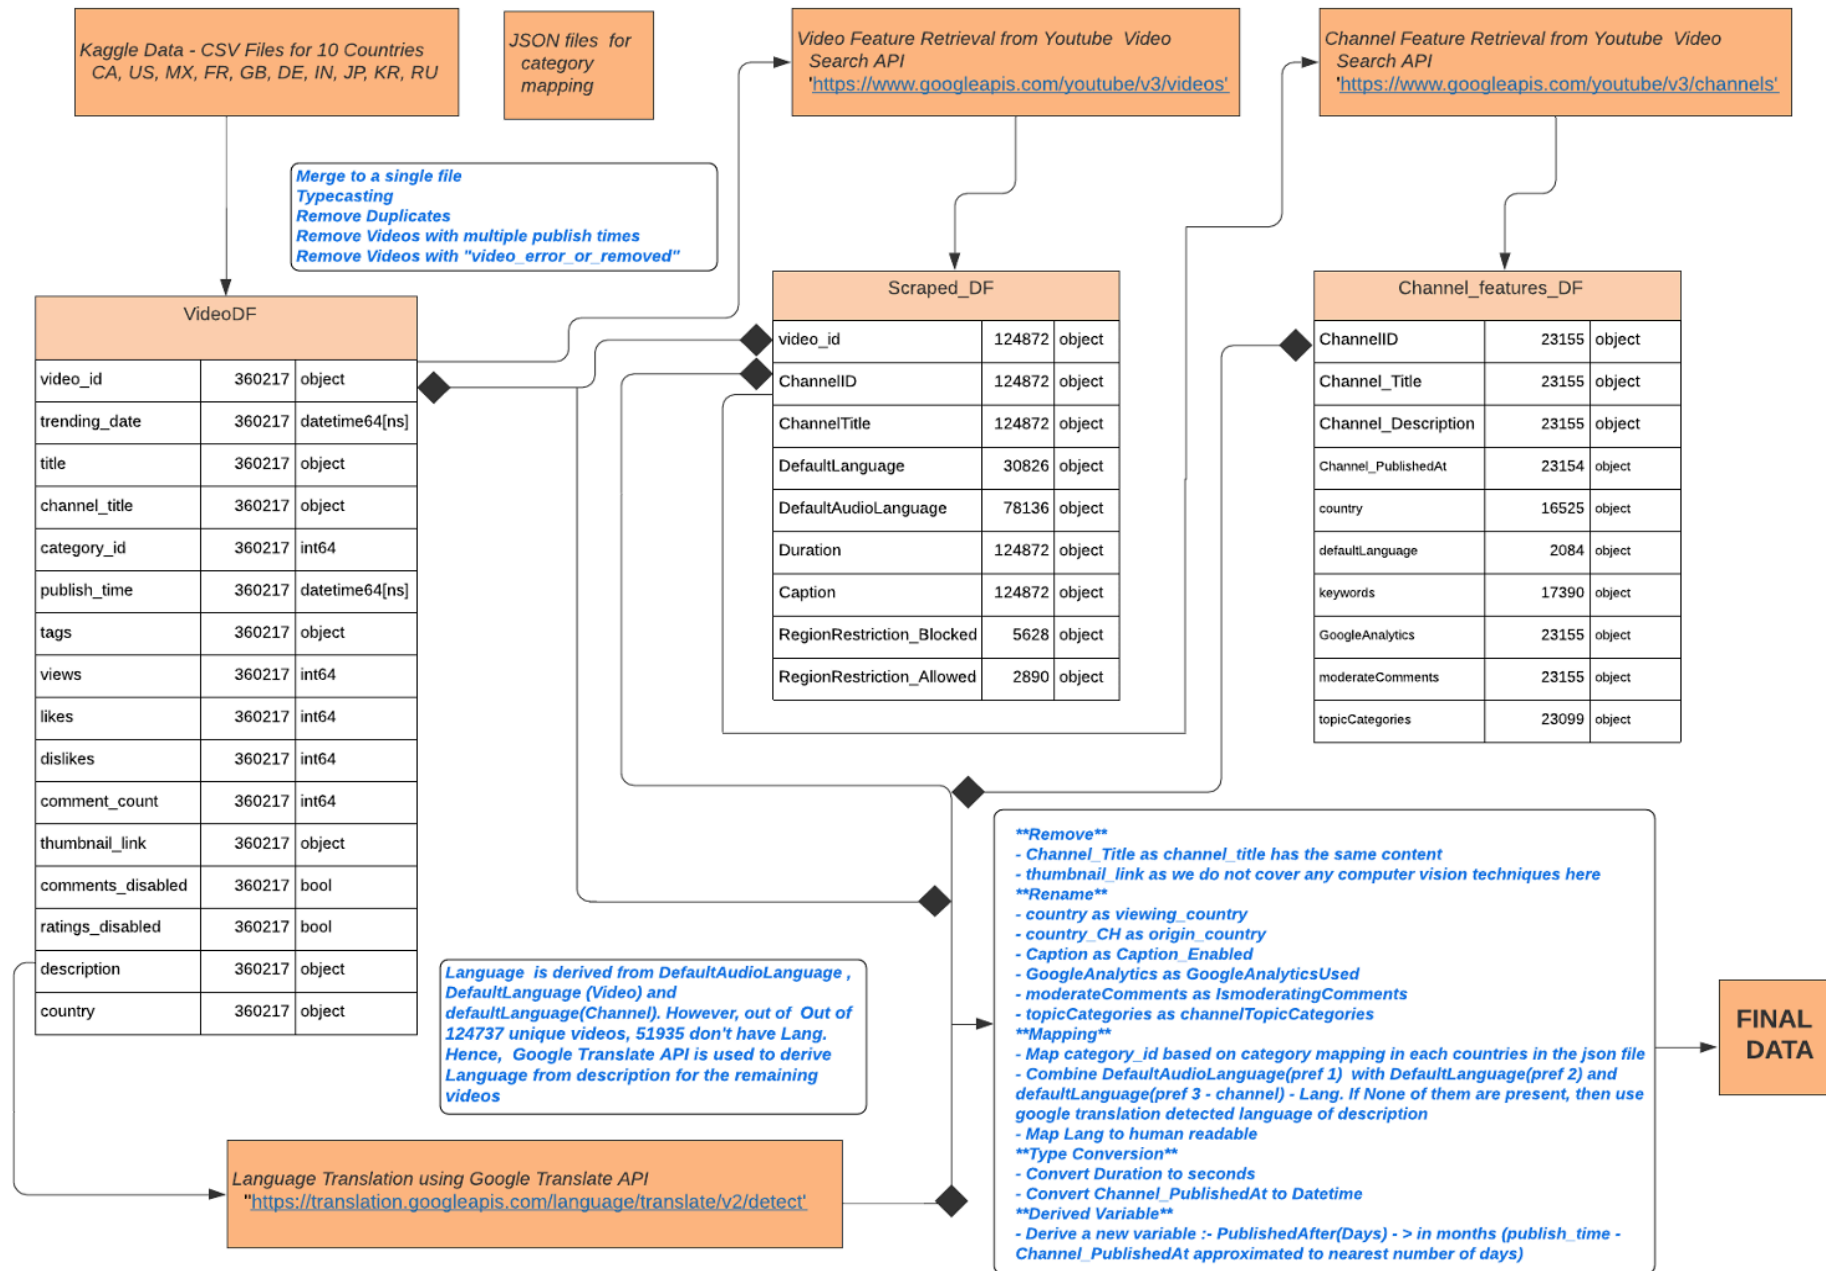 Kaggle Data - CSV Files for 10 Countries
CA, US, MX, FR, GB, DE, IN, JP, KR, RU
JSON files for
category
mapping
Video Feature Retrieval from Youtube Video
Search API
'https://www.googleapis.com/youtube/v3/videos'
Channel Feature Retrieval from Youtube Video
Search API
'https://www.googleapis.com/youtube/v3/channels'
Merge to a single file
Typecasting
Remove Duplicates
Remove Videos with multiple publish times
Remove Videos with "video_error_or_removed"
VideoDF
video_id 360217 object
trending_date 360217 datetime64[ns]
title 360217 object
channel_title 360217 object
category_id 360217 int64
publish_time 360217 datetime64[ns]
tags 360217 object
views 360217 int64
likes 360217 int64
dislikes 360217 int64
comment_count 360217 int64
thumbnail_link 360217 object
comments_disabled 360217 bool
ratings_disabled 360217 bool
description 360217 object
country 360217 object
Scraped_DF
video_id 124872 object
ChannelID 124872 object
ChannelTitle 124872 object
DefaultLanguage 30826 object
DefaultAudioLanguage 78136 object
Duration 124872 object
Caption 124872 object
RegionRestriction_Blocked 5628 object
RegionRestriction_Allowed 2890 object
Channel_features_DF
ChannelID 23155 object
Channel_Title 23155 object
Channel_Description 23155 object
Channel_PublishedAt 23154 object
country 16525 object
defaultLanguage 2084 object
keywords 17390 object
GoogleAnalytics 23155 object
moderateComments 23155 object
topicCategories 23099 object
Language is derived from DefaultAudioLanguage ,
DefaultLanguage (Video) and
defaultLanguage(Channel). However, out of Out of
124737 unique videos, 51935 don't have Lang.
Hence, Google Translate API is used to derive
Language from description for the remaining
videos
Language Translation using Google Translate API
"https://translation.googleapis.com/language/translate/v2/detect'
**Remove**
- Channel_Title as channel_title has the same content
- thumbnail_link as we do not cover any computer vision techniques here
**Rename**
- country as viewing_country
- country_CH as origin_country
- Caption as Caption_Enabled
- GoogleAnalytics as GoogleAnalyticsUsed
- moderateComments as IsmoderatingComments
- topicCategories as channelTopicCategories
**Mapping**
- Map category_id based on category mapping in each countries in the json file
- Combine DefaultAudioLanguage(pref 1) with DefaultLanguage(pref 2) and
defaultLanguage(pref 3 - channel) - Lang. If None of them are present, then use
google translation detected language of description
- Map Lang to human readable
**Type Conversion**
- Convert Duration to seconds
- Convert Channel_PublishedAt to Datetime
**Derived Variable**
- Derive a new variable :- PublishedAfter(Days) - > in months (publish_time -
Channel_PublishedAt approximated to nearest number of days)
FINAL
DATA